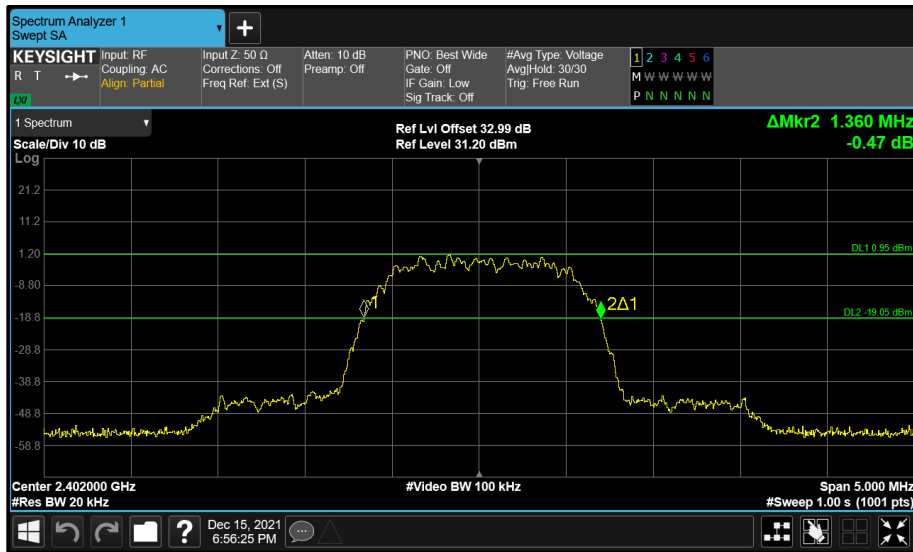 Spectrum Analyzer 1
Swept SA
+
KEYSIGHT
R T
LXI
Input: RF
Coupling: AC
Align: Partial
Input Z: 50 Ω
Corrections: Off
Freq Ref: Ext (S)
Atten: 10 dB
Preamp: Off
PNO: Best Wide
Gate: Off
IF Gain: Low
Sig Track: Off
#Avg Type: Voltage
Avg|Hold: 30/30
Trig: Free Run
1 2 3 4 5 6
M W W W W W
P N N N N N
1 Spectrum
Scale/Div 10 dB
Log
Ref Lvl Offset 32.99 dB
Ref Level 31.20 dBm
ΔMkr2 1.360 MHz
-0.47 dB
21.2
11.2
1.20
DL1 0.95 dBm
-8.80
1
2Δ1
-18.8
DL2 -19.05 dBm
-28.8
-38.8
-48.8
-58.8
Center 2.402000 GHz
#Video BW 100 kHz
Span 5.000 MHz
#Res BW 20 kHz
#Sweep 1.00 s (1001 pts)
?
Dec 15, 2021
6:56:25 PM